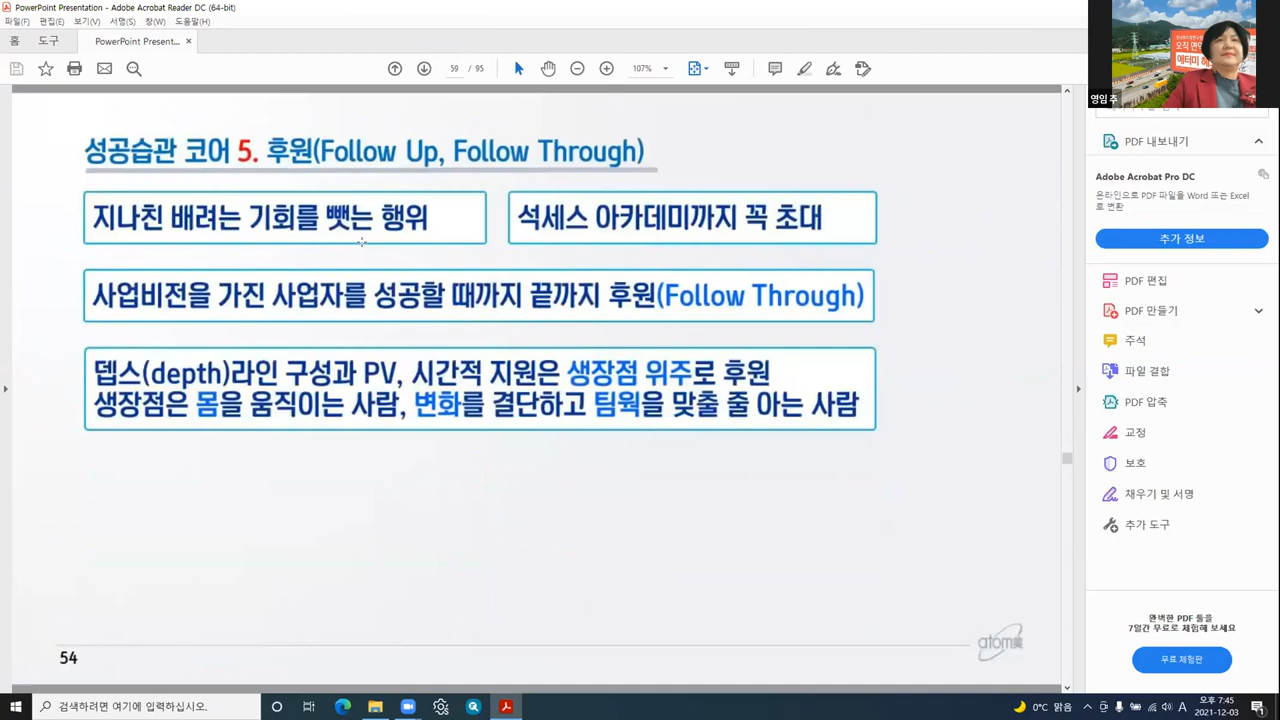 PowerPoint Presentation - Adobe Acrobat Reader DC (64-bit)
파일(F) 편집(E) 보기(V) 서명(S) 창(W) 도움말(H)
홈 도구 PowerPoint Present... ×
59 / 91 107%
영임 추
성공습관 코어 5. 후원(Follow Up, Follow Through)
지나친 배려는 기회를 뺏는 행위
석세스 아카데미까지 꼭 초대
사업비전을 가진 사업자를 성공할 때까지 끝까지 후원(Follow Through)
뎁스(depth)라인 구성과 PV, 시간적 지원은 생장점 위주로 후원
생장점은 몸을 움직이는 사람, 변화를 결단하고 팀웍을 맞출 줄 아는 사람
54
atom美
PDF 내보내기
Adobe Acrobat Pro DC
온라인으로 PDF 파일을 Word 또는 Excel
로 변환
추가 정보
PDF 편집
PDF 만들기
주석
파일 결합
PDF 압축
교정
보호
채우기 및 서명
추가 도구
완벽한 PDF 툴을
7일간 무료로 체험해 보세요
무료 체험판
검색하려면 여기에 입력하십시오.
0°C 맑음
A
오후 7:45
2021-12-03
1